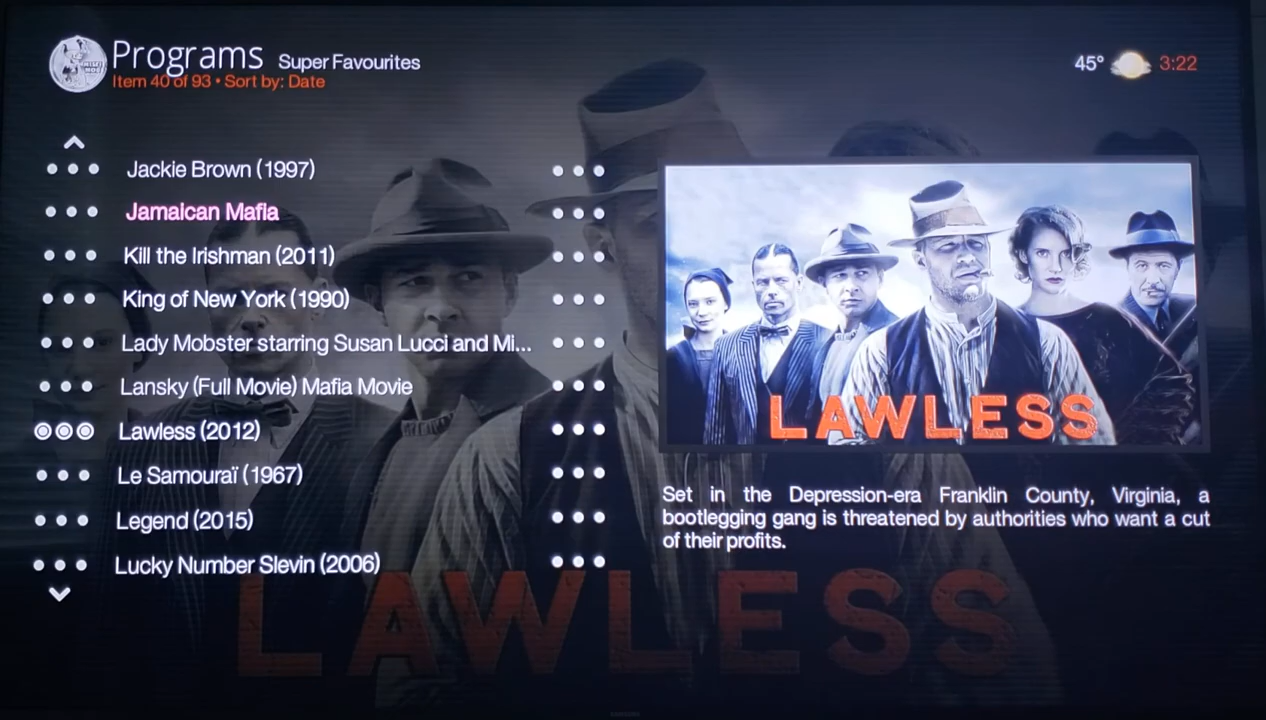 Programs Super Favourites
Item 40 of 93 • Sort by: Date
45° 3:22
Jackie Brown (1997)
Jamaican Mafia
Kill the Irishman (2011)
King of New York (1990)
Lady Mobster starring Susan Lucci and Mi...
Lansky (Full Movie) Mafia Movie
Lawless (2012)
Le Samouraï (1967)
Legend (2015)
Lucky Number Slevin (2006)
LAWLESS
Set in the Depression-era Franklin County, Virginia, a
bootlegging gang is threatened by authorities who want a cut
of their profits.
LAWLESS